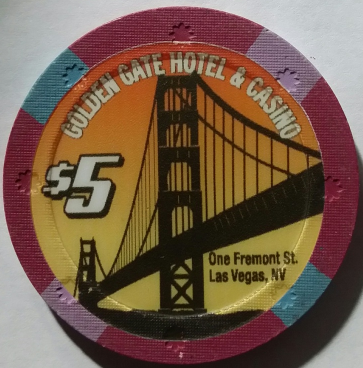 GOLDEN GATE HOTEL & CASINO
$5
One Fremont St.
Las Vegas, NV